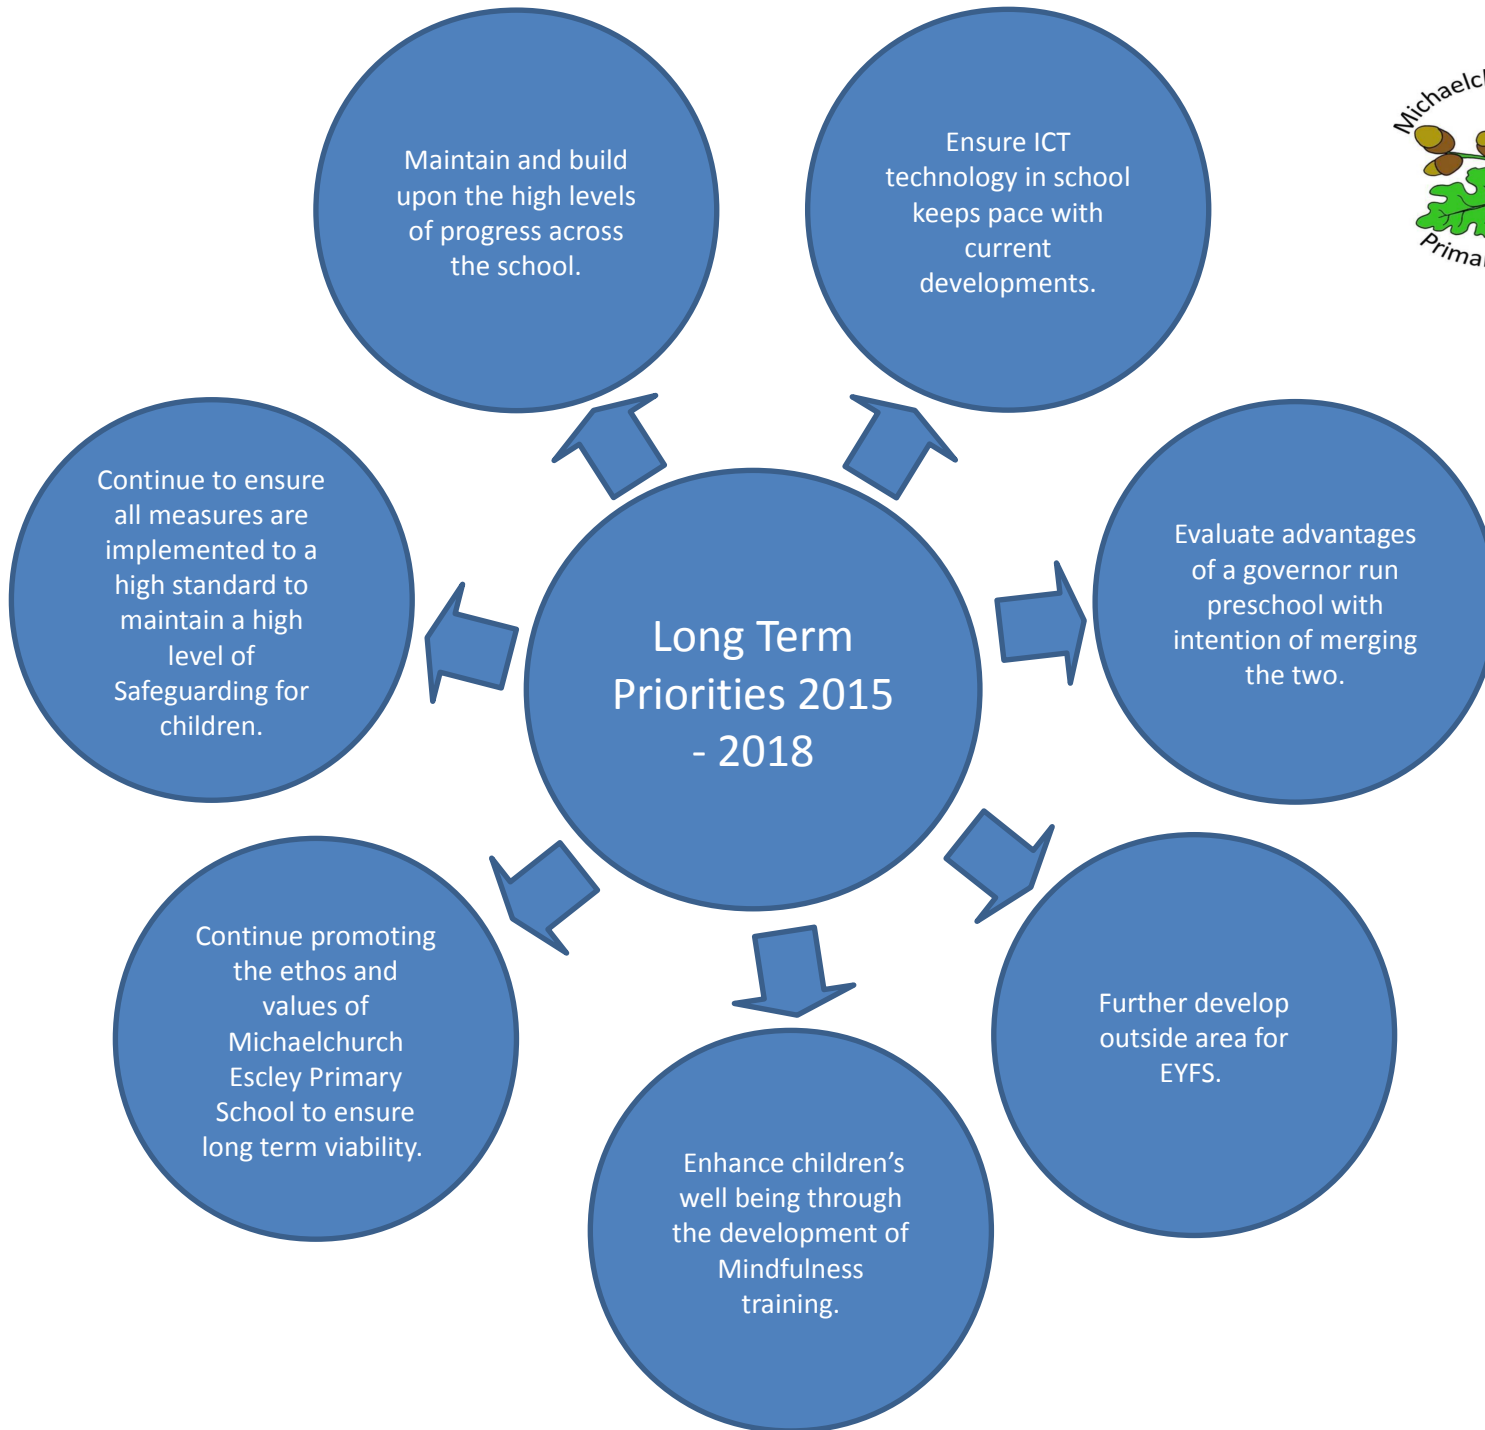 Maintain and build
upon the high levels
of progress across
the school.
Ensure ICT
technology in school
keeps pace with
current
developments.
Continue to ensure
all measures are
implemented to a
high standard to
maintain a high
level of
Safeguarding for
children.
Long Term
Priorities 2015
- 2018
Evaluate advantages
of a governor run
preschool with
intention of merging
the two.
Continue promoting
the ethos and
values of
Michaelchurch
Escley Primary
School to ensure
long term viability.
Further develop
outside area for
EYFS.
Enhance children’s
well being through
the development of
Mindfulness
training.